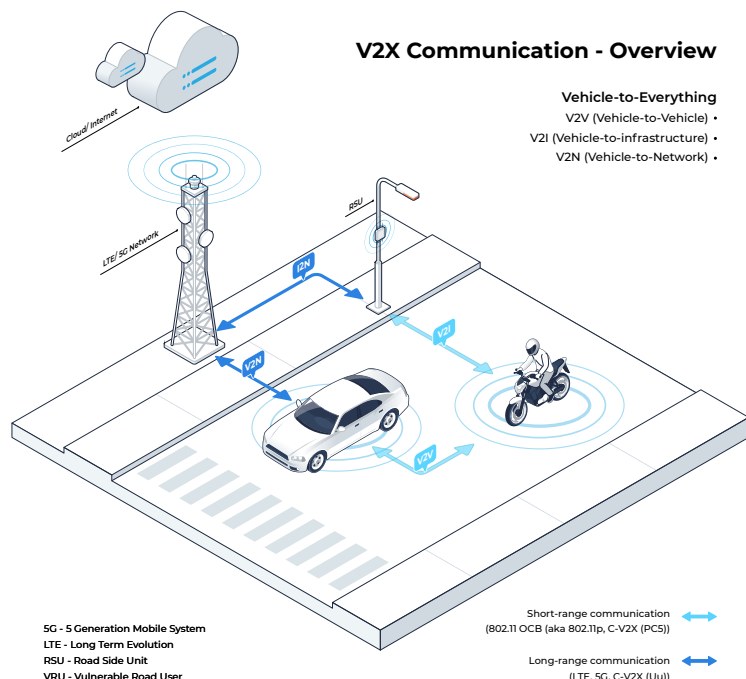 V2X Communication - Overview
Vehicle-to-Everything
V2V (Vehicle-to-Vehicle) •
V2I (Vehicle-to-infrastructure) •
V2N (Vehicle-to-Network) •
Cloud/ Internet
LTE/ 5G Network
RSU
I2N
V2I
V2N
V2V
5G - 5 Generation Mobile System
LTE - Long Term Evolution
RSU - Road Side Unit
VRU - Vulnerable Road User
Short-range communication
(802.11 OCB (aka 802.11p, C-V2X (PC5))
Long-range communication
(LTE, 5G, C-V2X (Uu))